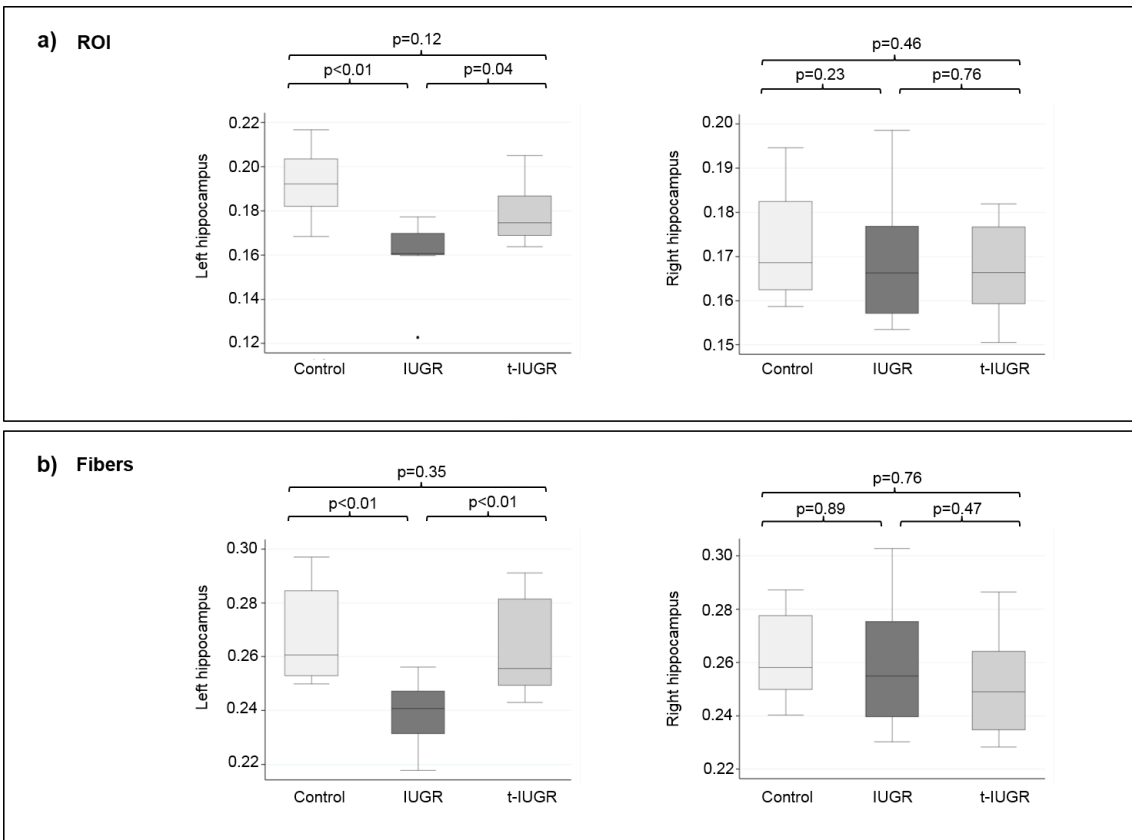 a) ROI
p=0.12
p<0.01 p=0.04
Left hippocampus
0.22
0.20
0.18
0.16
0.14
0.12
Control IUGR t-IUGR
p=0.46
p=0.23 p=0.76
Right hippocampus
0.20
0.19
0.18
0.17
0.16
0.15
Control IUGR t-IUGR
b) Fibers
p=0.35
p<0.01 p<0.01
Left hippocampus
0.30
0.28
0.26
0.24
0.22
Control IUGR t-IUGR
p=0.76
p=0.89 p=0.47
Right hippocampus
0.30
0.28
0.26
0.24
0.22
Control IUGR t-IUGR